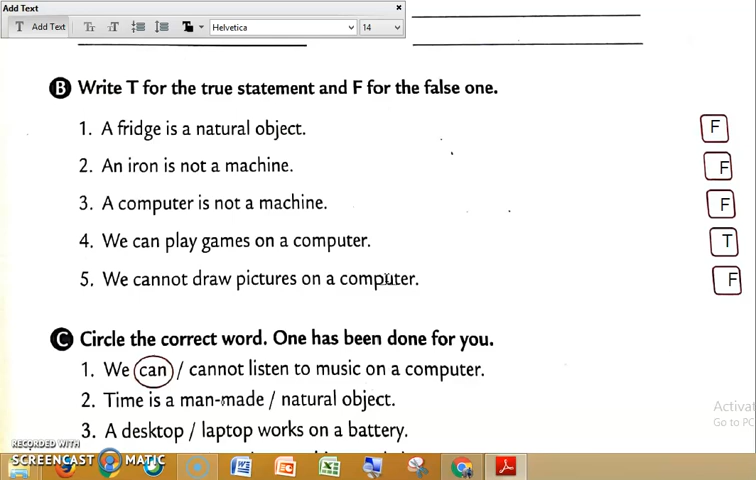 Add Text
T Add Text Helvetica 14
B Write T for the true statement and F for the false one.
1. A fridge is a natural object. F
2. An iron is not a machine. F
3. A computer is not a machine. F
4. We can play games on a computer. T
5. We cannot draw pictures on a computer. F
C Circle the correct word. One has been done for you.
1. We can / cannot listen to music on a computer.
2. Time is a man-made / natural object.
3. A desktop / laptop works on a battery.
Activat
Go to PC
RECORDED WITH
SCREENCAST MATIC